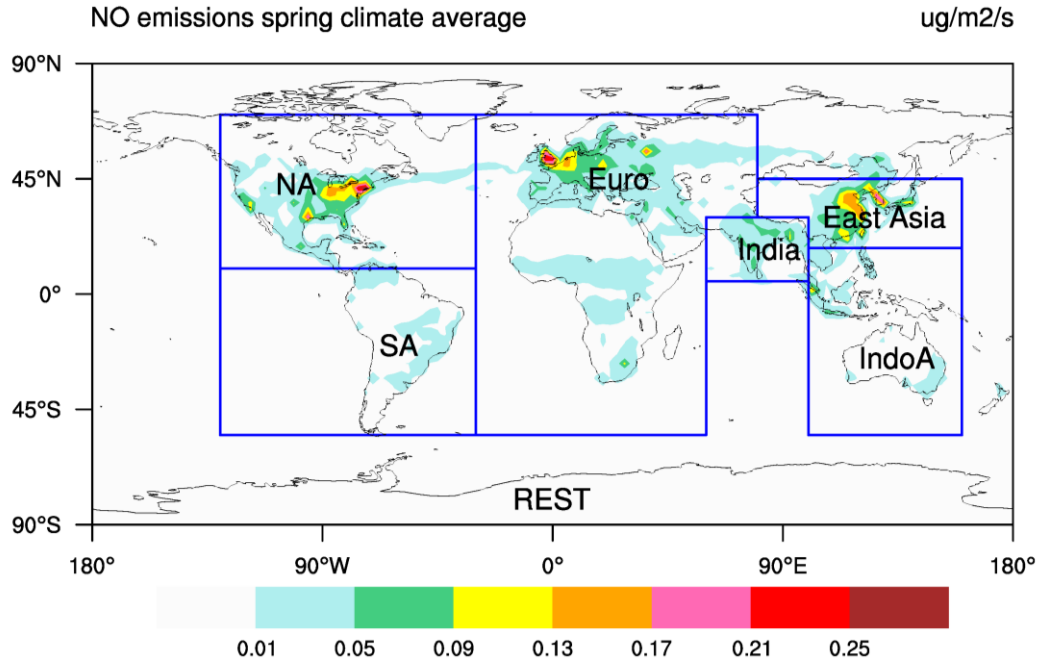 NO emissions spring climate average ug/m2/s
90°N
45°N
0°
45°S
90°S
NA
Euro
East Asia
India
SA
IndoA
REST
180° 90°W 0° 90°E 180°
0.01 0.05 0.09 0.13 0.17 0.21 0.25